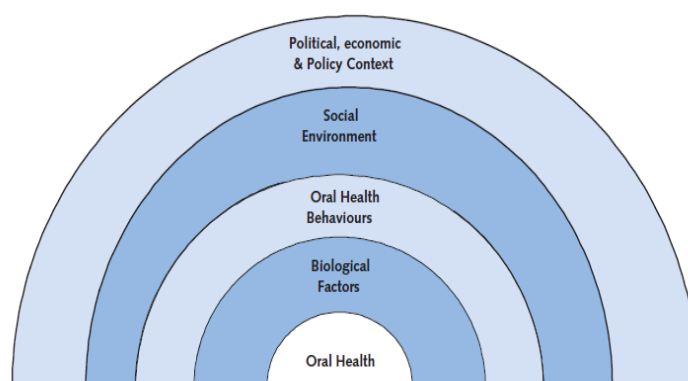 Political, economic
& Policy Context
Social
Environment
Oral Health
Behaviours
Biological
Factors
Oral Health